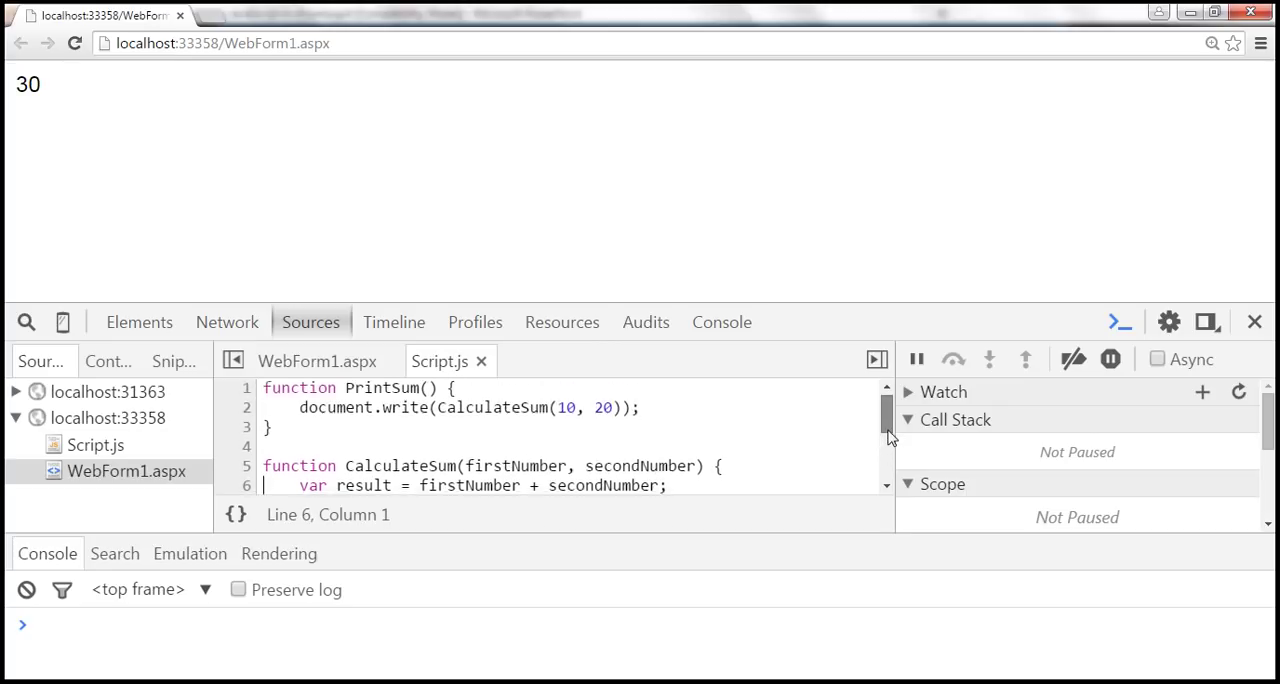 localhost:33358/WebForm
localhost:33358/WebForm1.aspx
30
Elements Network Sources Timeline Profiles Resources Audits Console
Sour... Cont... Snip... WebForm1.aspx Script.js Async
localhost:31363
localhost:33358
Script.js
WebForm1.aspx
1 function PrintSum() {
2 document.write(CalculateSum(10, 20));
3 }
4
5 function CalculateSum(firstNumber, secondNumber) {
6 var result = firstNumber + secondNumber;
{} Line 6, Column 1
Watch
Call Stack
Not Paused
Scope
Not Paused
Console Search Emulation Rendering
<top frame> Preserve log